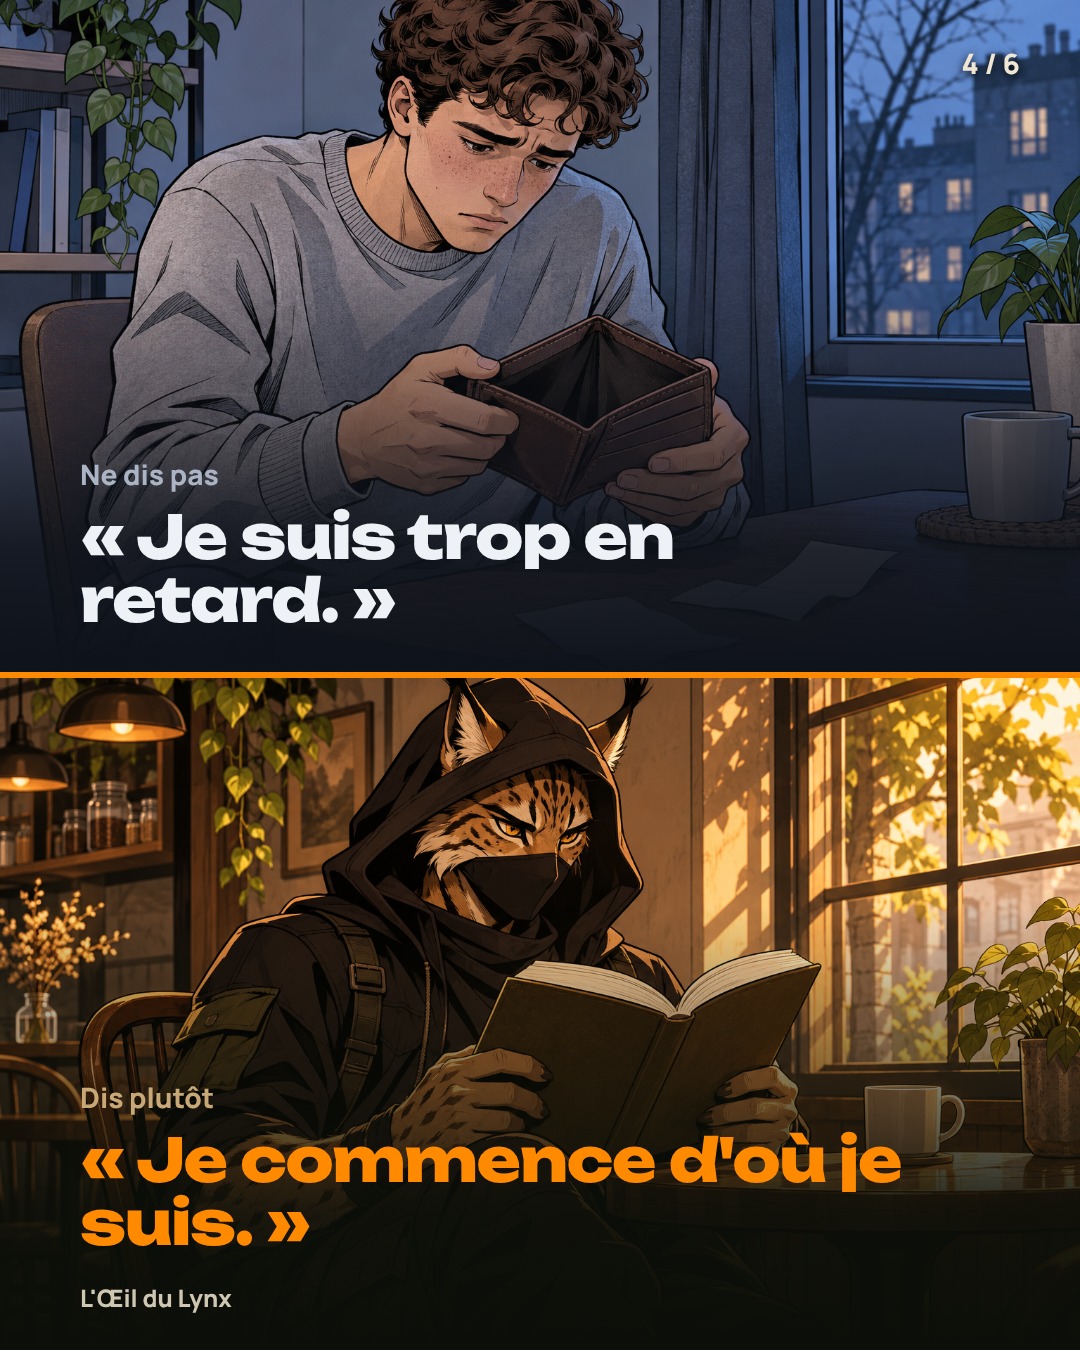 4 / 6
Ne dis pas
« Je suis trop en
retard. »
Dis plutôt
« Je commence d'où je
suis. »
L'Œil du Lynx